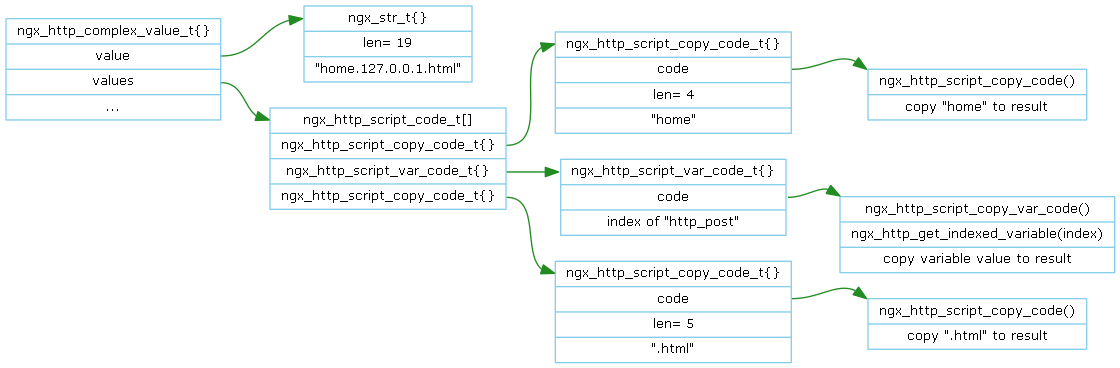 ngx_http_complex_value_t{}
value
values
...
ngx_str_t{}
len= 19
"home.127.0.0.1.html"
ngx_http_script_code_t[]
ngx_http_script_copy_code_t{}
ngx_http_script_var_code_t{}
ngx_http_script_copy_code_t{}
ngx_http_script_copy_code_t{}
code
len= 4
"home"
ngx_http_script_copy_code()
copy "home" to result
ngx_http_script_var_code_t{}
code
index of "http_post"
ngx_http_script_copy_var_code()
ngx_http_get_indexed_variable(index)
copy variable value to result
ngx_http_script_copy_code_t{}
code
len= 5
".html"
ngx_http_script_copy_code()
copy ".html" to result